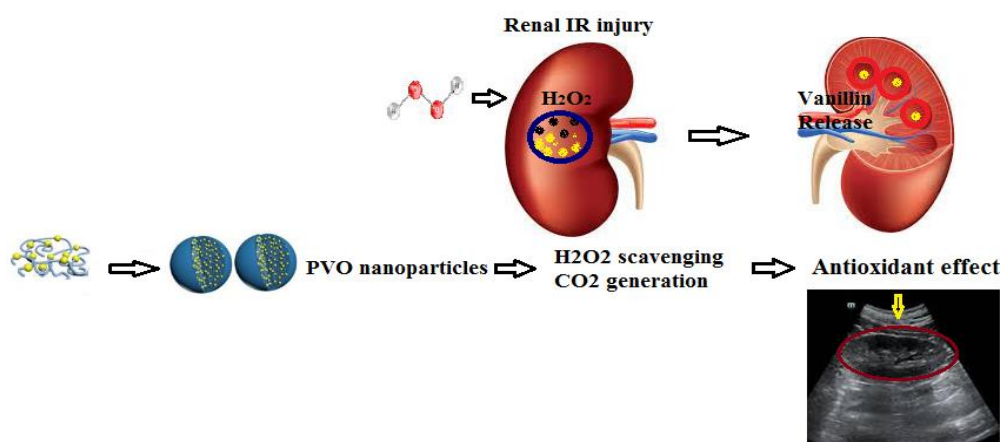 Renal IR injury
H₂O₂
Vanillin
Release
PVO nanoparticles
H2O2 scavenging
CO2 generation
Antioxidant effect